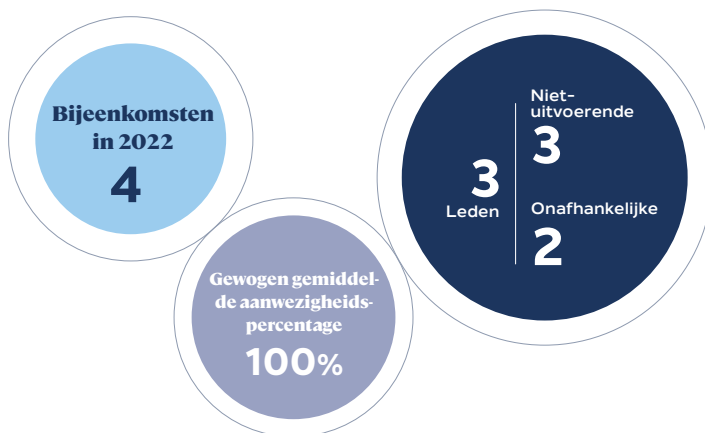 Bijeenkomsten
in 2022
4
Gewogen gemiddel-
de aanwezigheids-
percentage
100%
3
Leden
Niet-
uitvoerende
3
Onafhankelijke
2